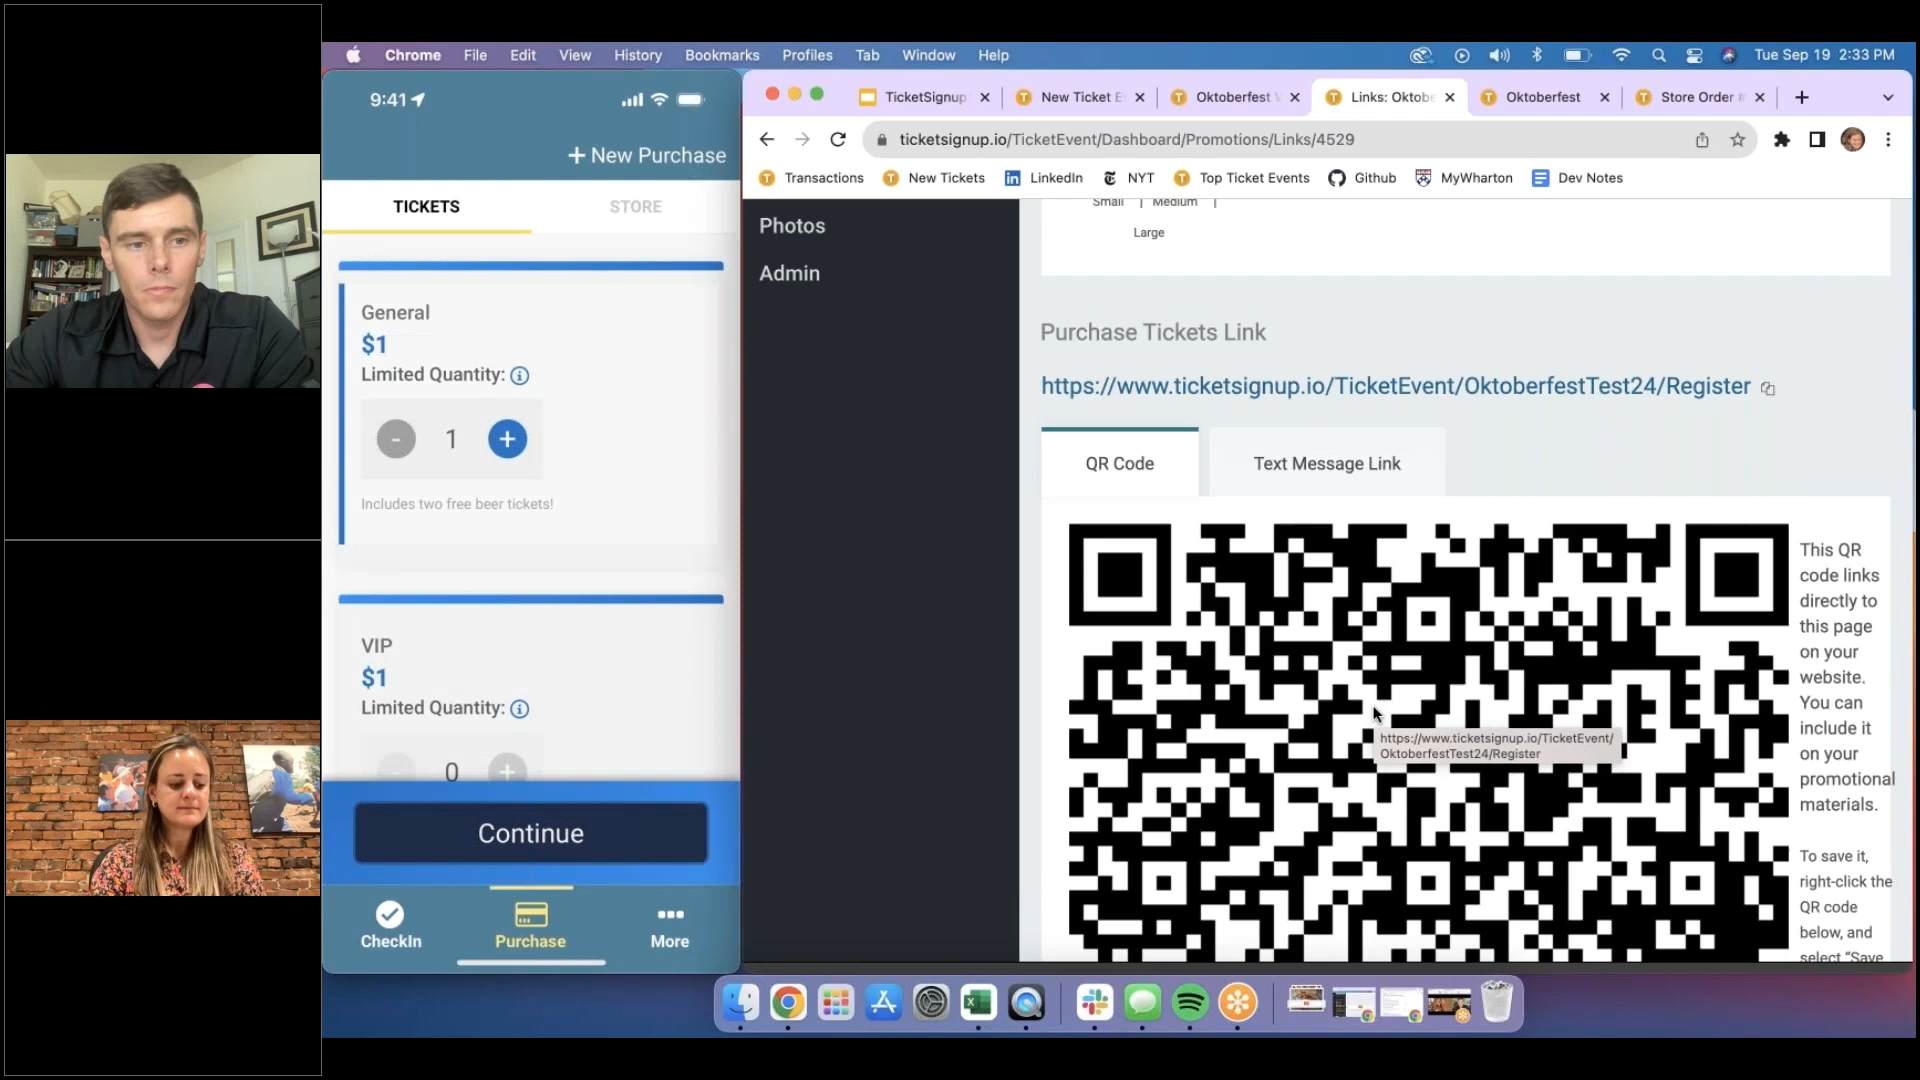 Chrome File Edit View History Bookmarks Profiles Tab Window Help
Tue Sep 19 2:33 PM
9:41
+ New Purchase
TICKETS STORE
General
$1
Limited Quantity:
- 1 +
Includes two free beer tickets!
VIP
$1
Limited Quantity:
- 0 +
Continue
CheckIn Purchase More
TicketSignup New Ticket E Oktoberfest Links: Oktobe Oktoberfest Store Order #
ticketsignup.io/TicketEvent/Dashboard/Promotions/Links/4529
Transactions New Tickets LinkedIn NYT Top Ticket Events Github MyWharton Dev Notes
Photos
Admin
Small | Medium |
Large
Purchase Tickets Link
https://www.ticketsignup.io/TicketEvent/OktoberfestTest24/Register
QR Code Text Message Link
https://www.ticketsignup.io/TicketEvent/
OktoberfestTest24/Register
This QR
code links
directly to
this page
on your
website.
You can
include it
on your
promotional
materials.
To save it,
right-click the
QR code
below, and
select “Save